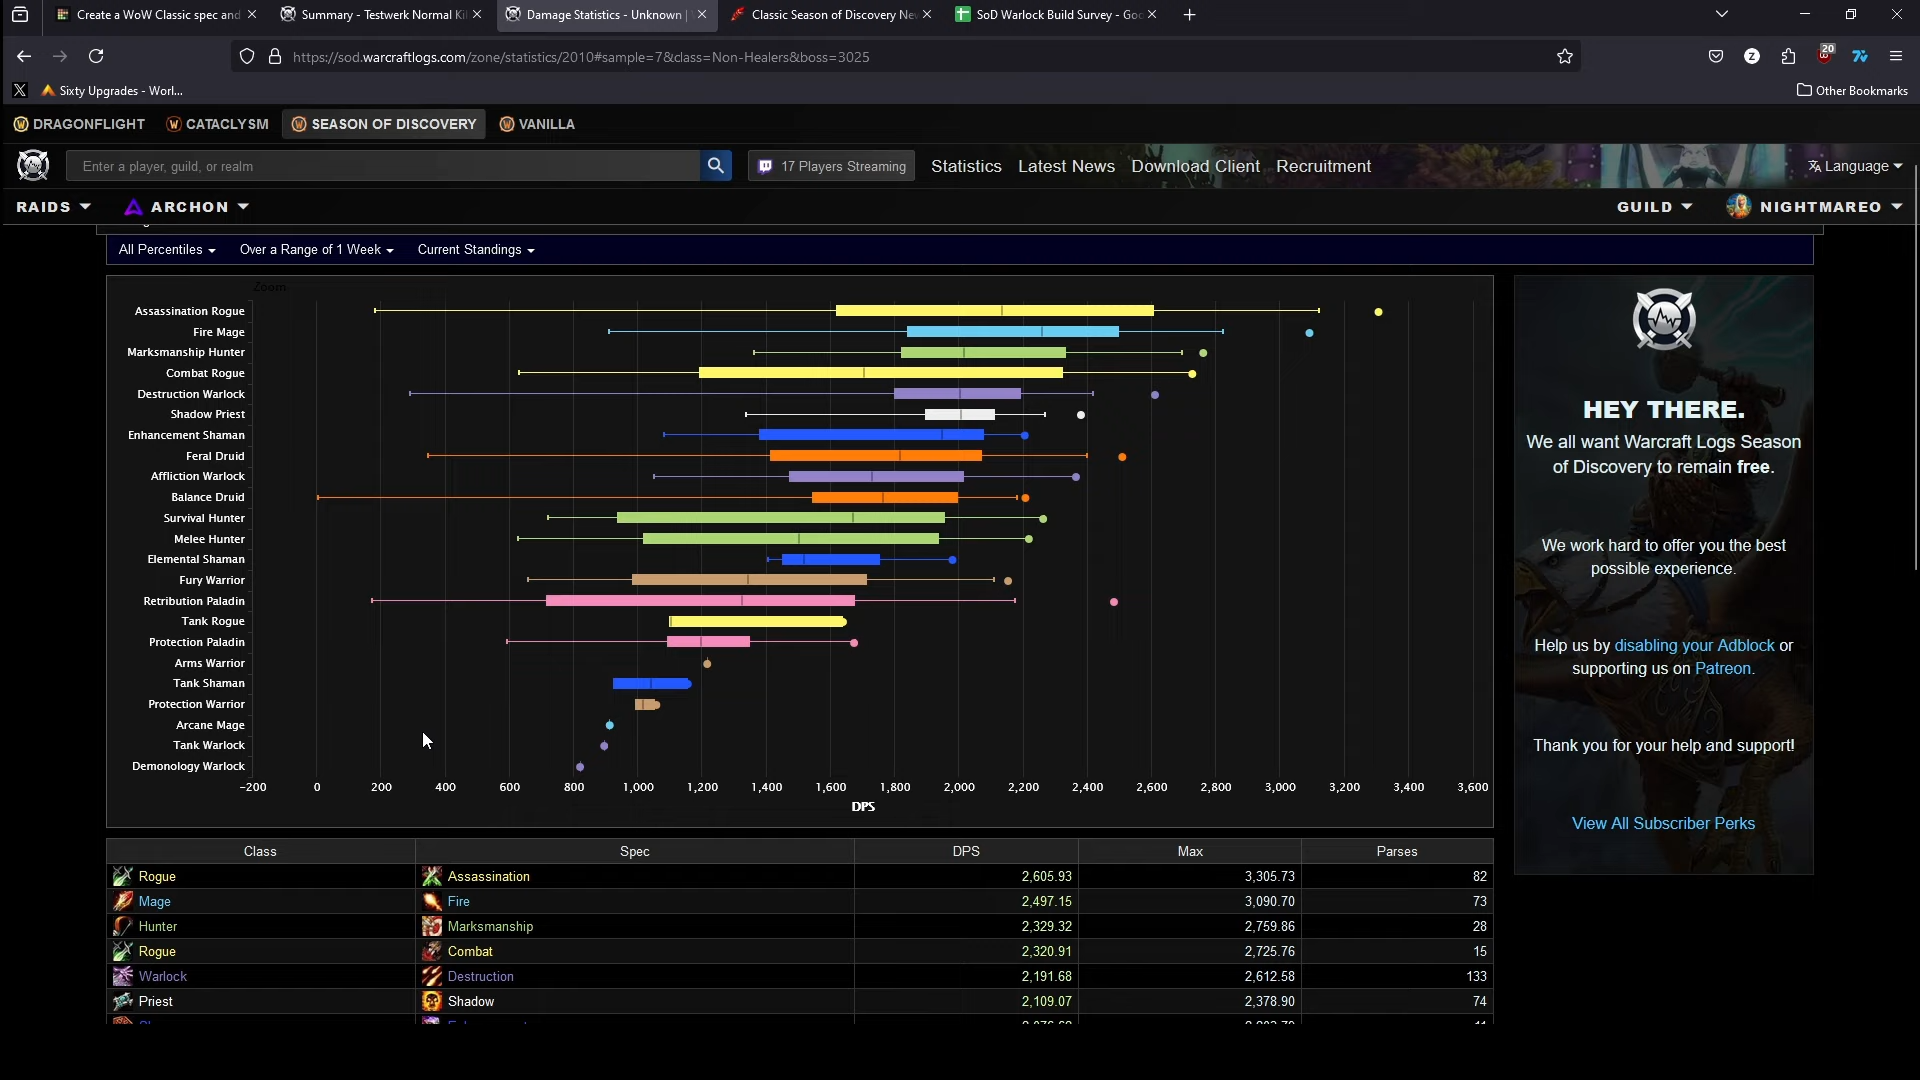 Create a WoW Classic spec and
Summary - Testwerk Normal Kil
Damage Statistics - Unknown |
Classic Season of Discovery Ne
SoD Warlock Build Survey - Goo
https://sod.warcraftlogs.com/zone/statistics/2010#sample=7&class=Non-Healers&boss=3025
20
Sixty Upgrades - Worl...
Other Bookmarks
DRAGONFLIGHT
CATACLYSM
SEASON OF DISCOVERY
VANILLA
Enter a player, guild, or realm
17 Players Streaming
Statistics
Latest News
Download Client
Recruitment
Language
RAIDS
ARCHON
GUILD
NIGHTMAREO
All Percentiles
Over a Range of 1 Week
Current Standings
Zoom
Assassination Rogue
Fire Mage
Marksmanship Hunter
Combat Rogue
Destruction Warlock
Shadow Priest
Enhancement Shaman
Feral Druid
Affliction Warlock
Balance Druid
Survival Hunter
Melee Hunter
Elemental Shaman
Fury Warrior
Retribution Paladin
Tank Rogue
Protection Paladin
Arms Warrior
Tank Shaman
Protection Warrior
Arcane Mage
Tank Warlock
Demonology Warlock
-200 0 200 400 600 800 1,000 1,200 1,400 1,600 1,800 2,000 2,200 2,400 2,600 2,800 3,000 3,200 3,400 3,600
DPS
HEY THERE.
We all want Warcraft Logs Season
of Discovery to remain free.
We work hard to offer you the best
possible experience.
Help us by disabling your Adblock or
supporting us on Patreon.
Thank you for your help and support!
View All Subscriber Perks
Class Spec DPS Max Parses
Rogue Assassination 2,605.93 3,305.73 82
Mage Fire 2,497.15 3,090.70 73
Hunter Marksmanship 2,329.32 2,759.86 28
Rogue Combat 2,320.91 2,725.76 15
Warlock Destruction 2,191.68 2,612.58 133
Priest Shadow 2,109.07 2,378.90 74